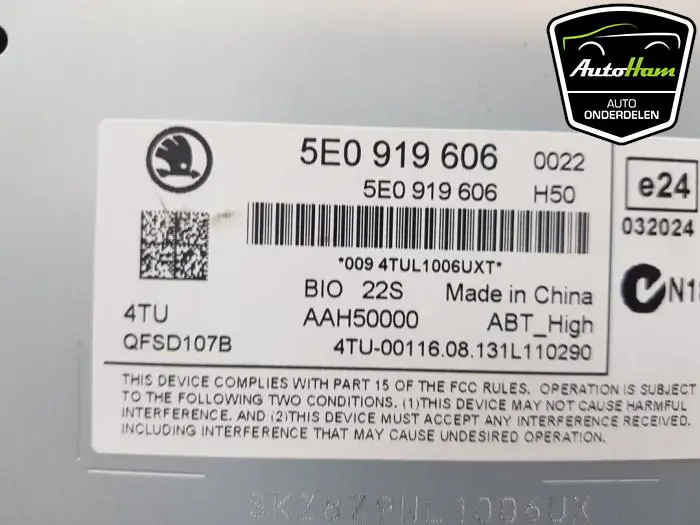 AutoHam
AUTO
ONDERDELEN
5E0 919 606 0022
5E0 919 606 H50
e24
032024
*009 4TUL1006UXT*
BIO 22S Made in China
4TU AAH50000 ABT_High
QFSD107B 4TU-00116.08.131L110290
THIS DEVICE COMPLIES WITH PART 15 OF THE FCC RULES. OPERATION IS SUBJECT
TO THE FOLLOWING TWO CONDITIONS. (1)THIS DEVICE MAY NOT CAUSE HARMFUL
INTERFERENCE. AND (2)THIS DEVICE MUST ACCEPT ANY INTERFERENCE RECEIVED.
INCLUDING INTERFERENCE THAT MAY CAUSE UNDESIRED OPERATION.
SKZ8Z9NL1006UX